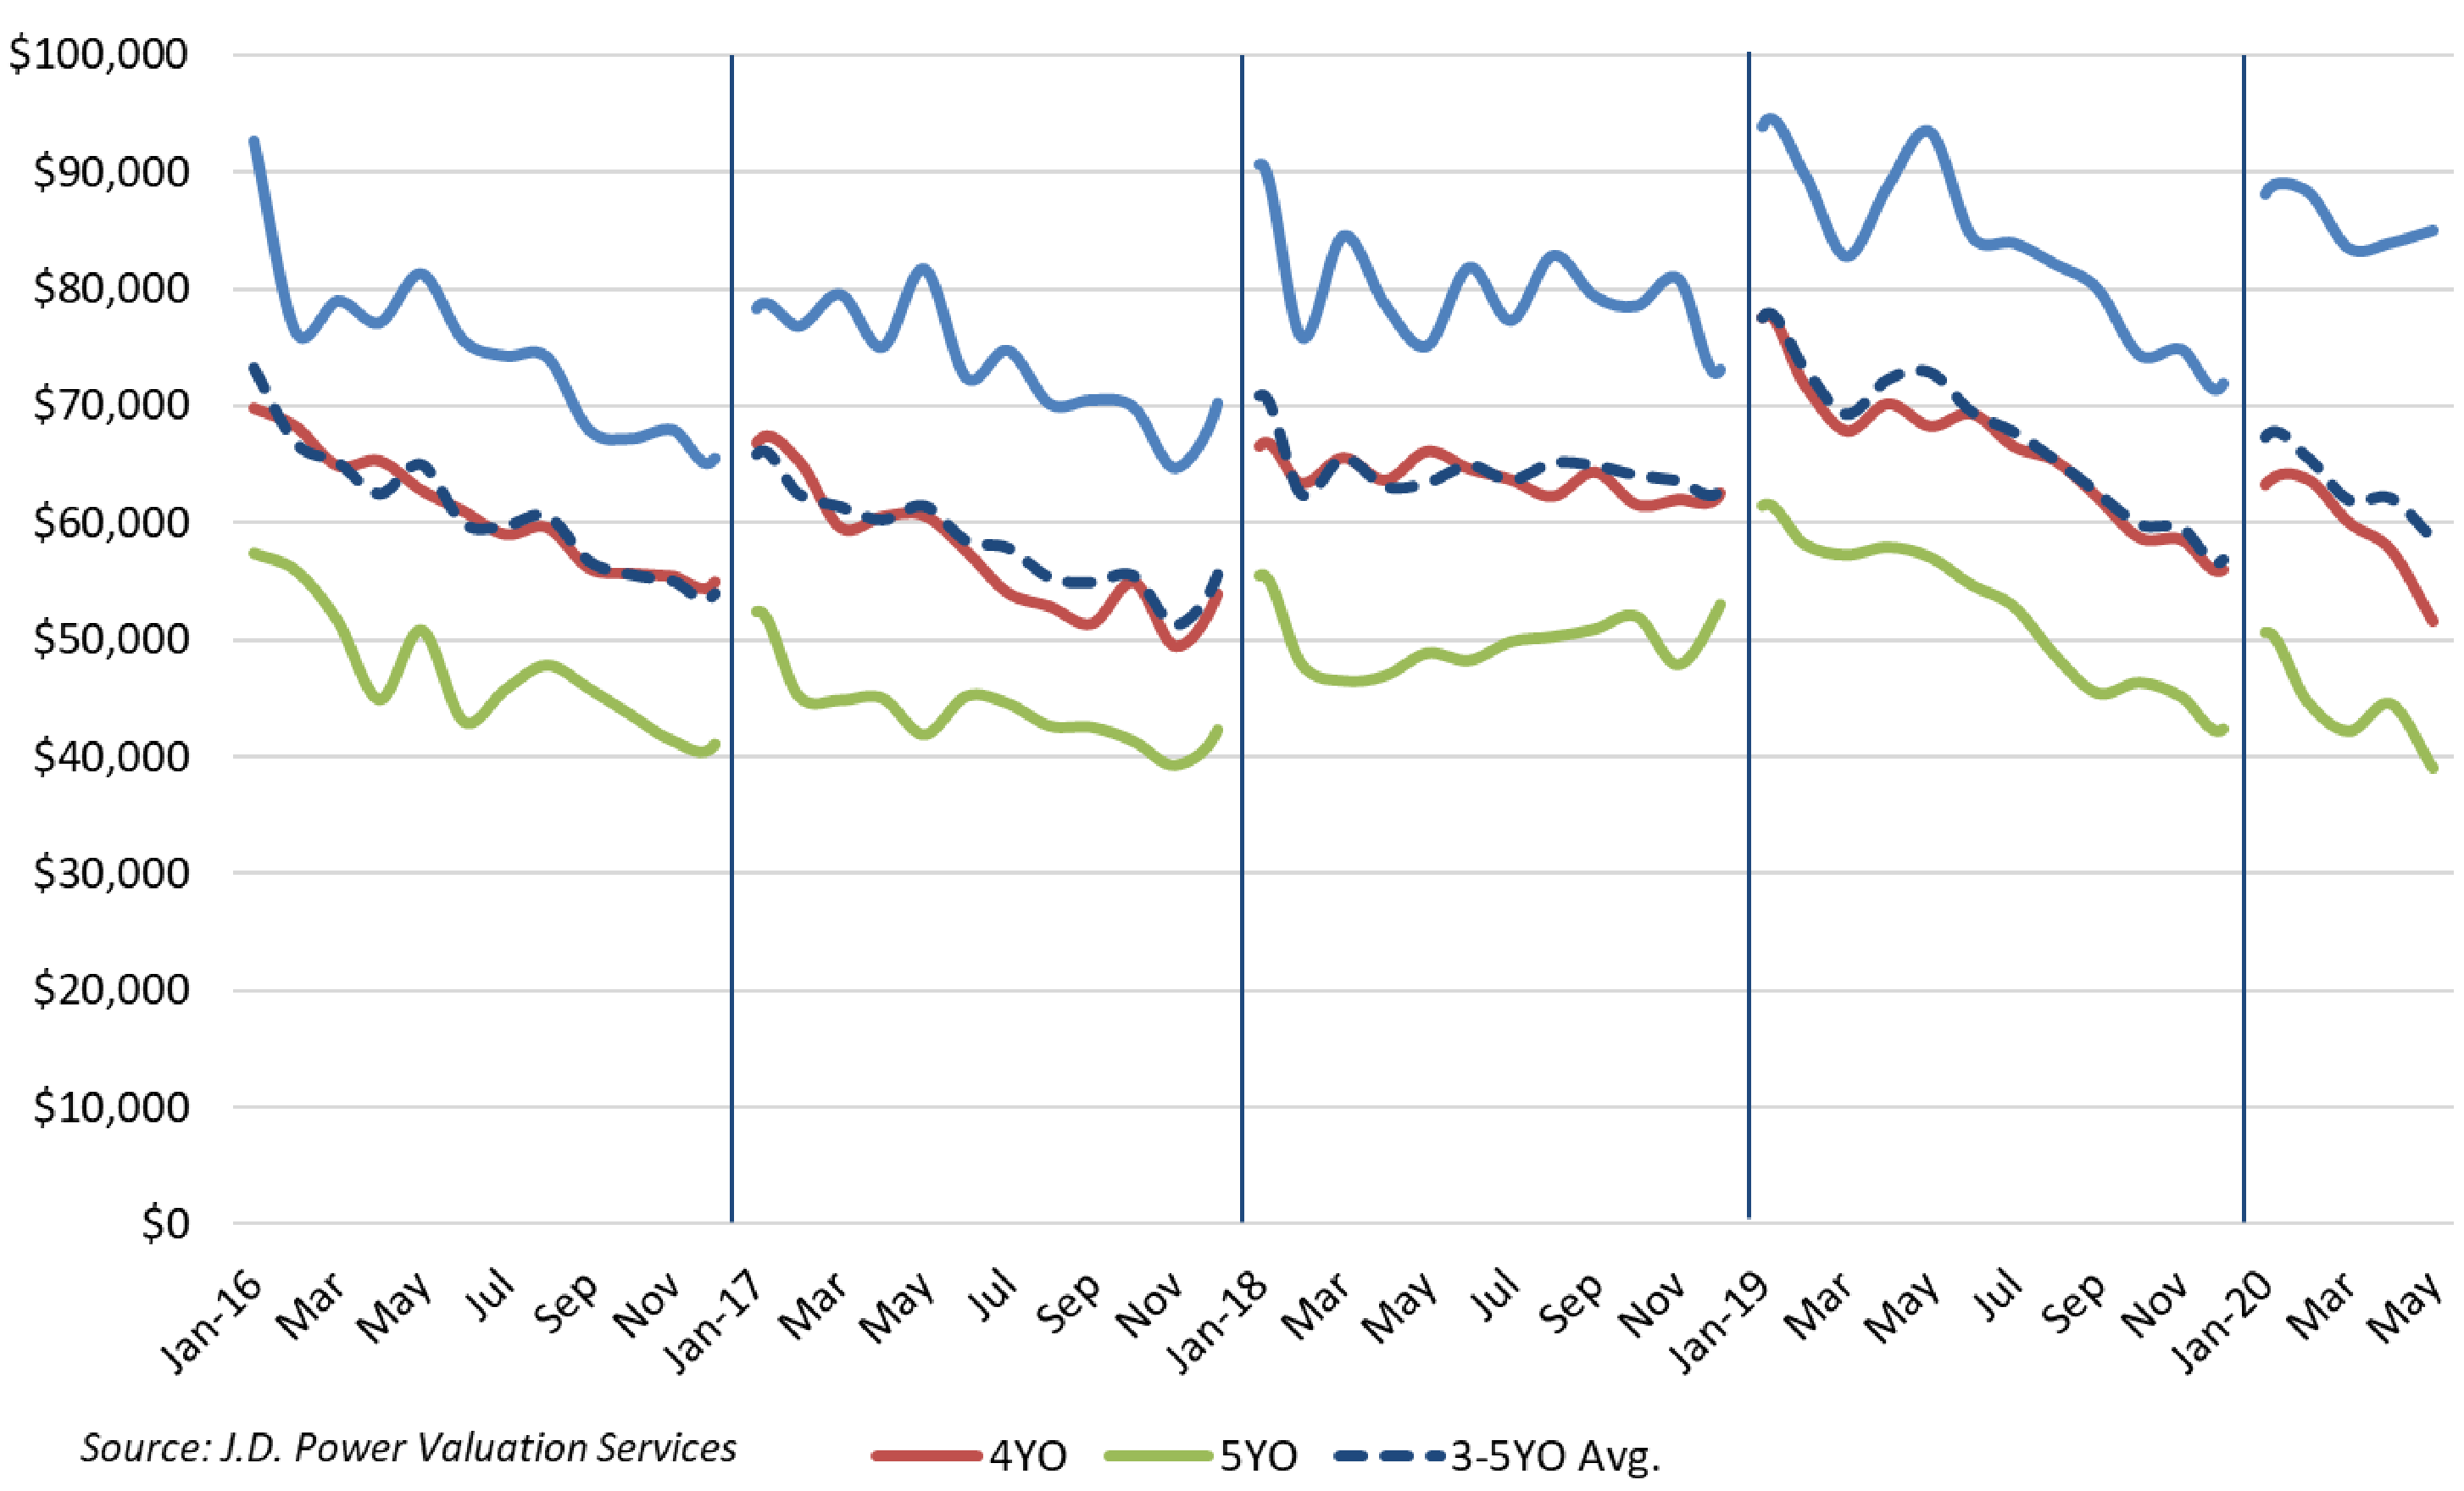 $100,000
$90,000
$80,000
$70,000
$60,000
$50,000
$40,000
$30,000
$20,000
$10,000
$0
Jan-16
Mar
May
Jul
Sep
Nov
Jan-17
Mar
May
Jul
Sep
Nov
Jan-18
Mar
May
Jul
Sep
Nov
Jan-19
Mar
May
Jul
Sep
Nov
Jan-20
Mar
May
Source: J.D. Power Valuation Services
4YO
5YO
3-5YO Avg.